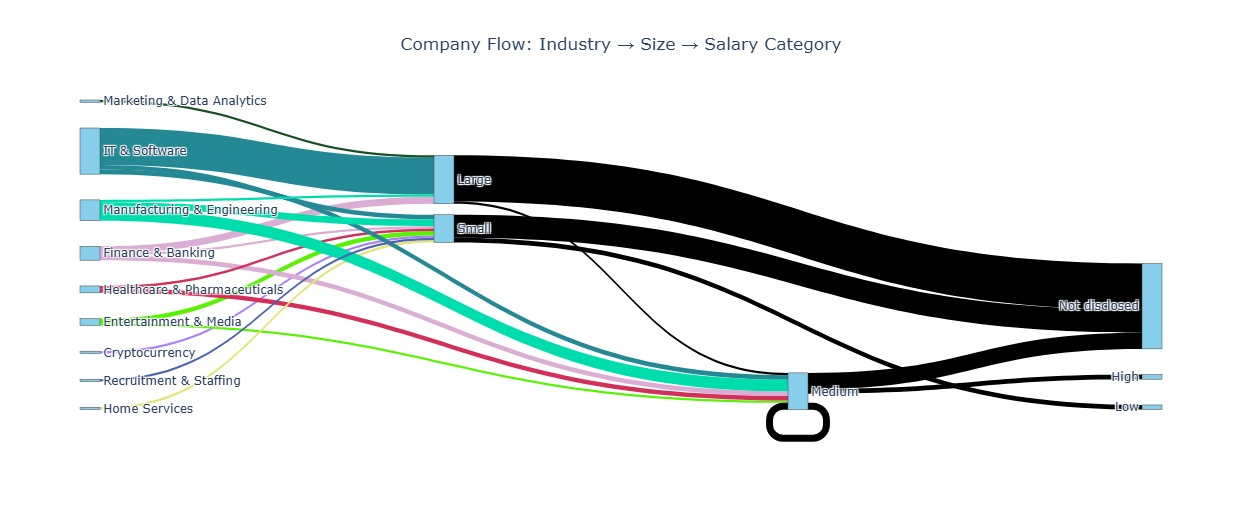 Company Flow: Industry → Size → Salary Category
Marketing & Data Analytics
IT & Software
Manufacturing & Engineering
Finance & Banking
Healthcare & Pharmaceuticals
Entertainment & Media
Cryptocurrency
Recruitment & Staffing
Home Services
Large
Small
Medium
Not disclosed
High
Low